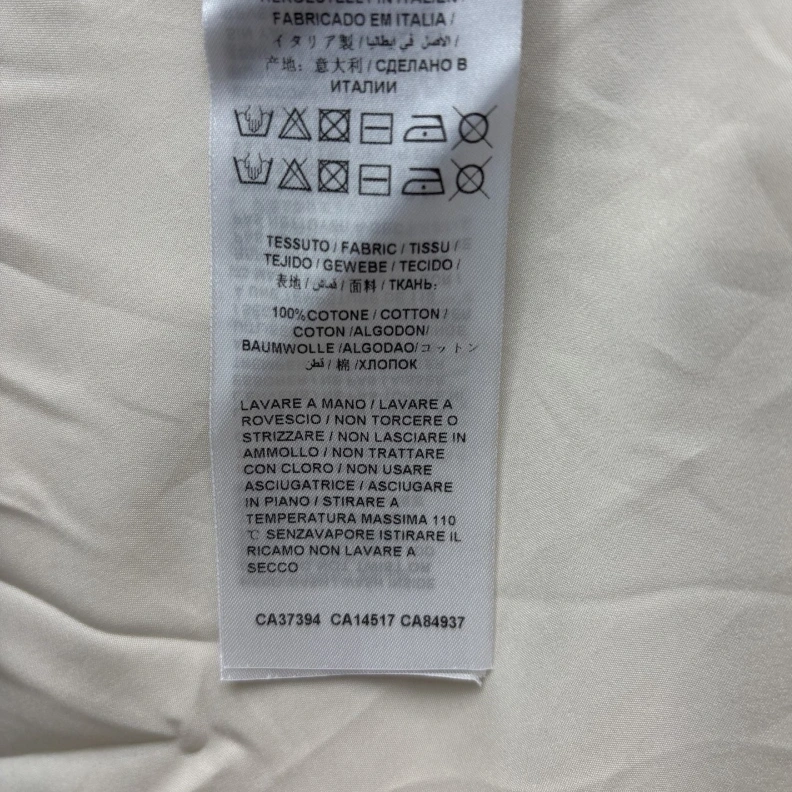 HERGESTELLT IN ITALIEN /
FABRICADO EM ITALIA /
イタリア製 / الأصل في إيطاليا /
产地：意大利 / СДЕЛАНО В
ИТАЛИИ
TESSUTO / FABRIC / TISSU /
TEJIDO / GEWEBE / TECIDO /
表地 / قماش / 面料 / ТКАНЬ:
100%COTONE / COTTON /
COTON /ALGODON/
BAUMWOLLE /ALGODAO/コットン
قطن / 棉 /ХЛОПОК
LAVARE A MANO / LAVARE A
ROVESCIO / NON TORCERE O
STRIZZARE / NON LASCIARE IN
AMMOLLO / NON TRATTARE
CON CLORO / NON USARE
ASCIUGATRICE / ASCIUGARE
IN PIANO / STIRARE A
TEMPERATURA MASSIMA 110
℃ SENZAVAPORE ISTIRARE IL
RICAMO NON LAVARE A
SECCO
CA37394 CA14517 CA84937